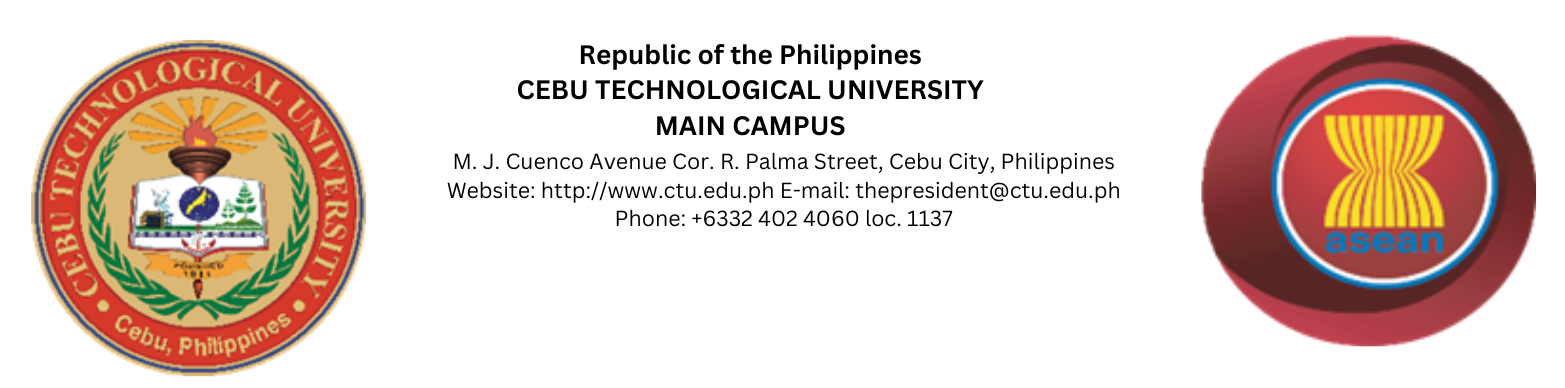 CEBU TECHNOLOGICAL UNIVERSITY
FOUNDED
1911
Cebu, Philippines
Republic of the Philippines
CEBU TECHNOLOGICAL UNIVERSITY
MAIN CAMPUS
M. J. Cuenco Avenue Cor. R. Palma Street, Cebu City, Philippines
Website: http://www.ctu.edu.ph E-mail: thepresident@ctu.edu.ph
Phone: +6332 402 4060 loc. 1137
asean